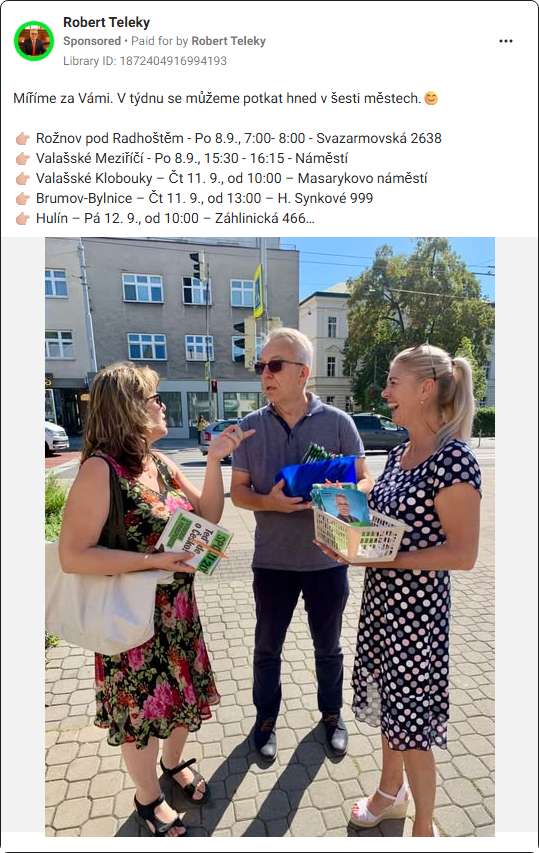 Robert Teleky
Sponsored • Paid for by Robert Teleky
Library ID: 1872404916994193
Míříme za Vámi. V týdnu se můžeme potkat hned v šesti městech.😊
👉🏼 Rožnov pod Radhoštěm - Po 8.9., 7:00- 8:00 - Svazarmovská 2638
👉🏼 Valašské Meziříčí - Po 8.9., 15:30 - 16:15 - Náměstí
👉🏼 Valašské Klobouky – Čt 11. 9., od 10:00 – Masarykovo náměstí
👉🏼 Brumov-Bylnice – Čt 11. 9., od 13:00 – H. Synkové 999
👉🏼 Hulín – Pá 12. 9., od 10:00 – Záhlinická 466…
Teď jde
o Česko!